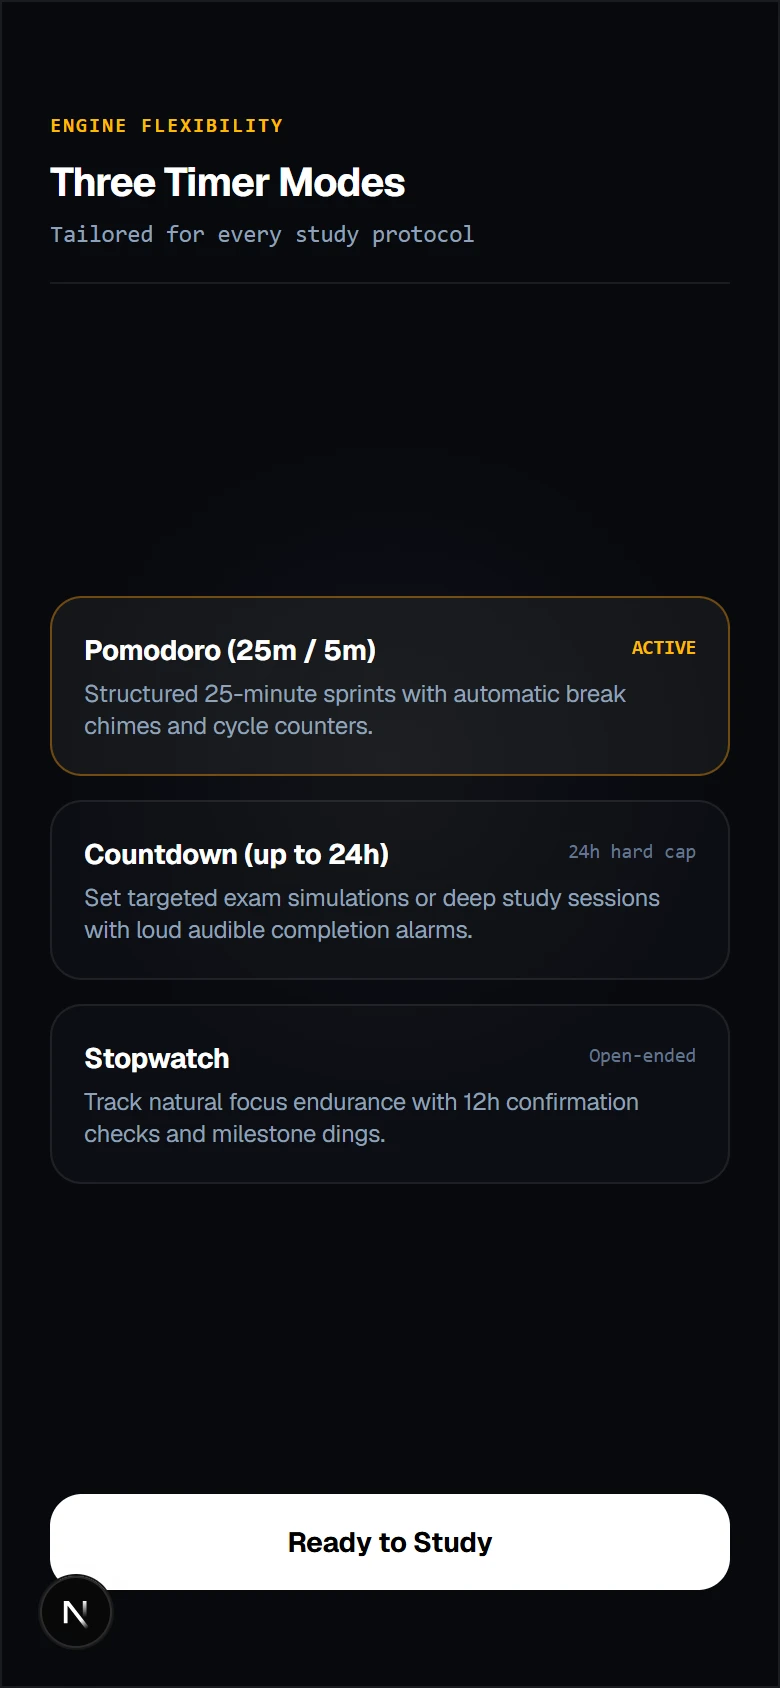 ENGINE FLEXIBILITY
Three Timer Modes
Tailored for every study protocol
Pomodoro (25m / 5m)
ACTIVE
Structured 25-minute sprints with automatic break
chimes and cycle counters.
Countdown (up to 24h)
24h hard cap
Set targeted exam simulations or deep study sessions
with loud audible completion alarms.
Stopwatch
Open-ended
Track natural focus endurance with 12h confirmation
checks and milestone dings.
Ready to Study
N